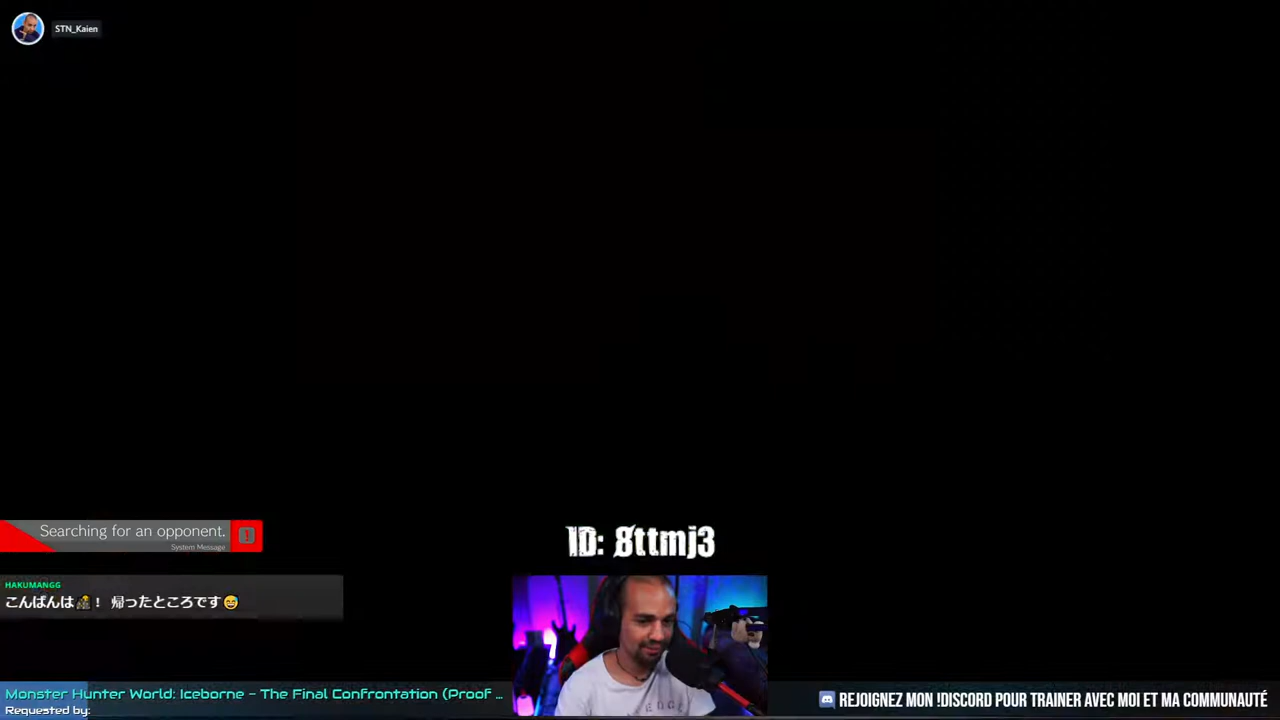 STN_Kaien
Searching for an opponent.
System Message
ID: 8ttmj3
HAKUMANGG
こんばんは！ 帰ったところです😅
Monster Hunter World: Iceborne - The Final Confrontation (Proof ...
Requested by:
REJOIGNEZ MON !DISCORD POUR TRAINER AVEC MOI ET MA COMMUNAUTÉ